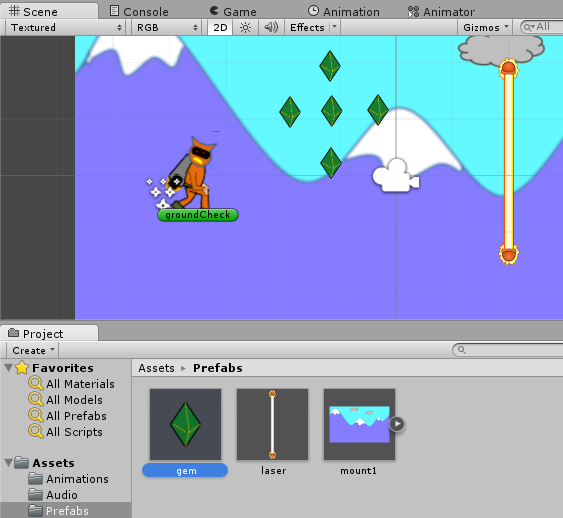 Scene Console Game Animation Animator
Textured RGB 2D Effects Gizmos All
groundCheck
Project
Create
Favorites
All Materials
All Models
All Prefabs
All Scripts
Assets
Animations
Audio
Prefabs
Assets Prefabs
gem laser mount1